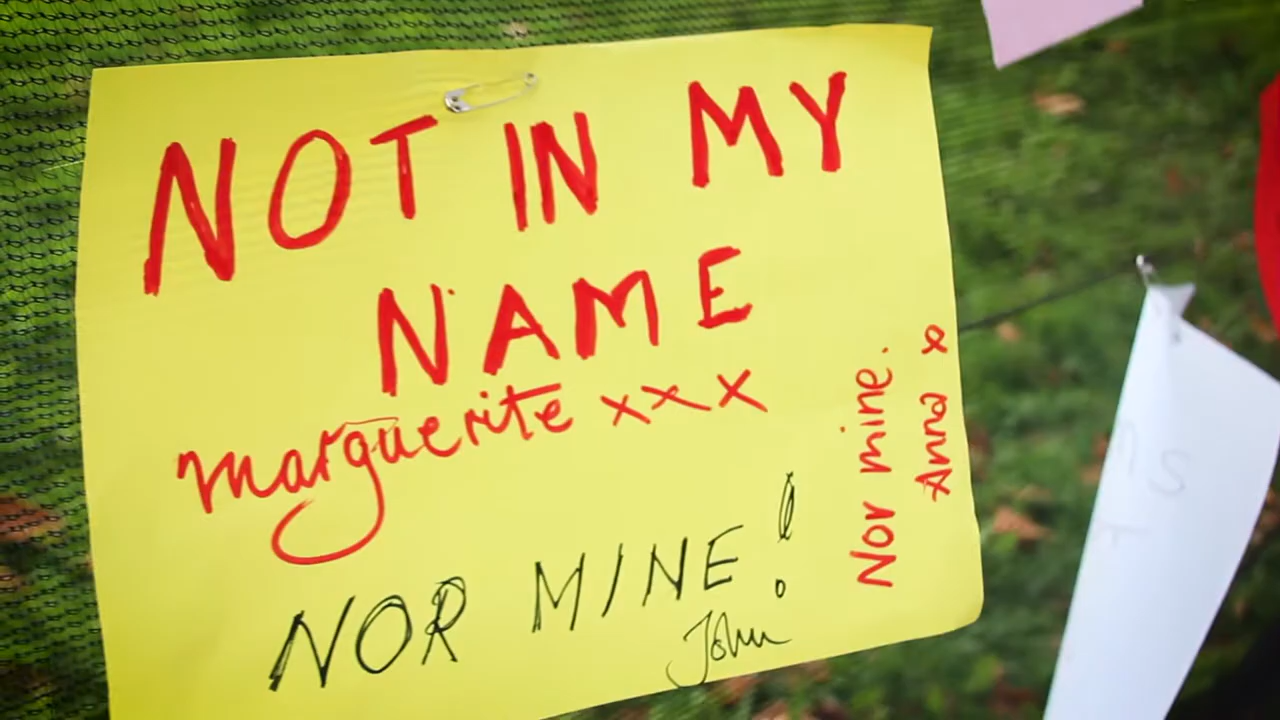 NOT IN MY
NAME
Marguerite xxx
NOR MINE!
John
Nor mine.
Anna x